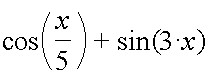 cos(x/5) + sin(3·x)